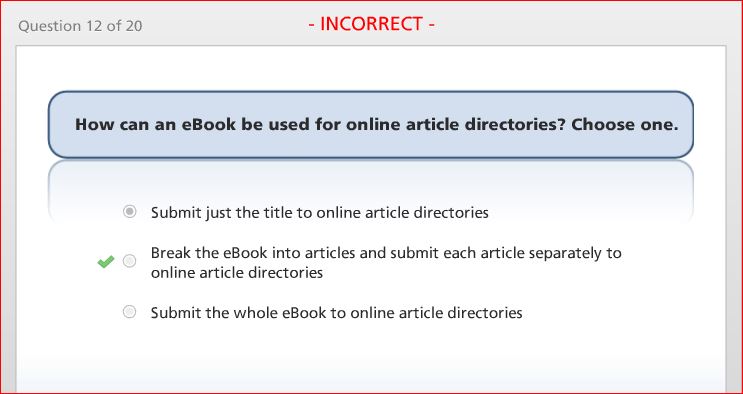 Question 12 of 20
- INCORRECT -
How can an eBook be used for online article directories? Choose one.
Submit just the title to online article directories
Break the eBook into articles and submit each article separately to
online article directories
Submit the whole eBook to online article directories